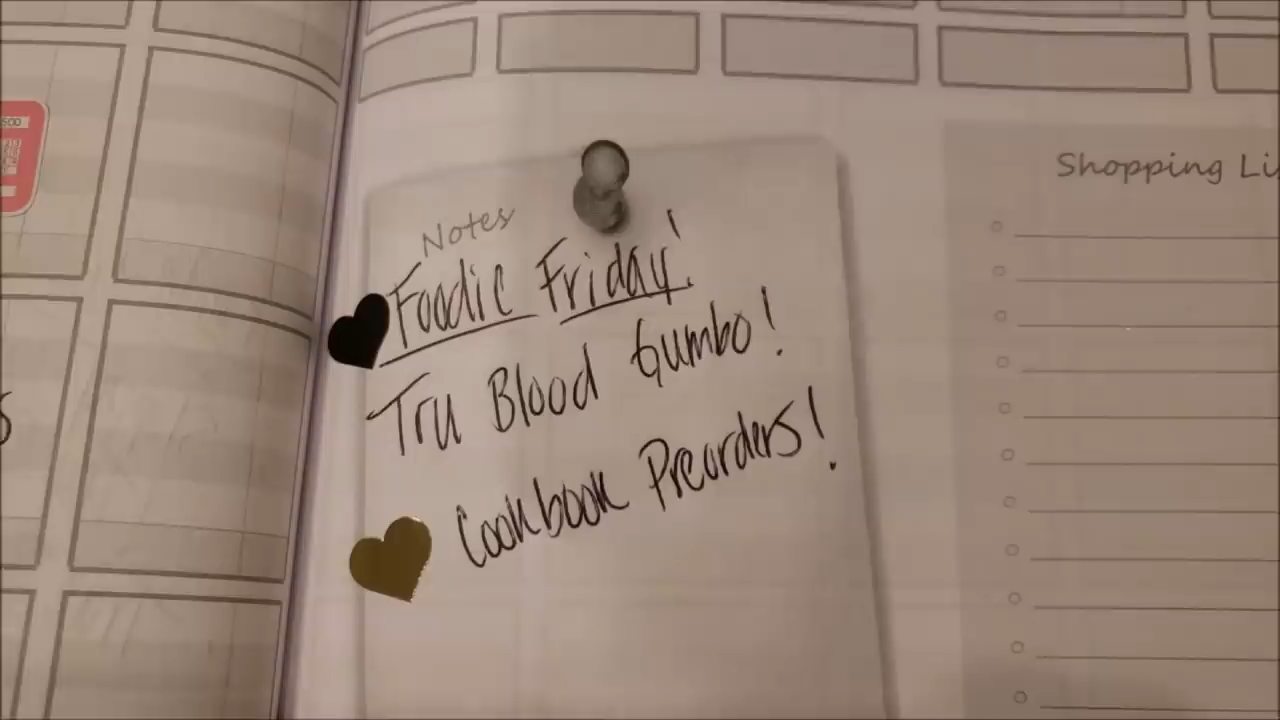 Notes
Foodie Friday!
Tru Blood Gumbo!
Cookbook Preorders!
Shopping Li